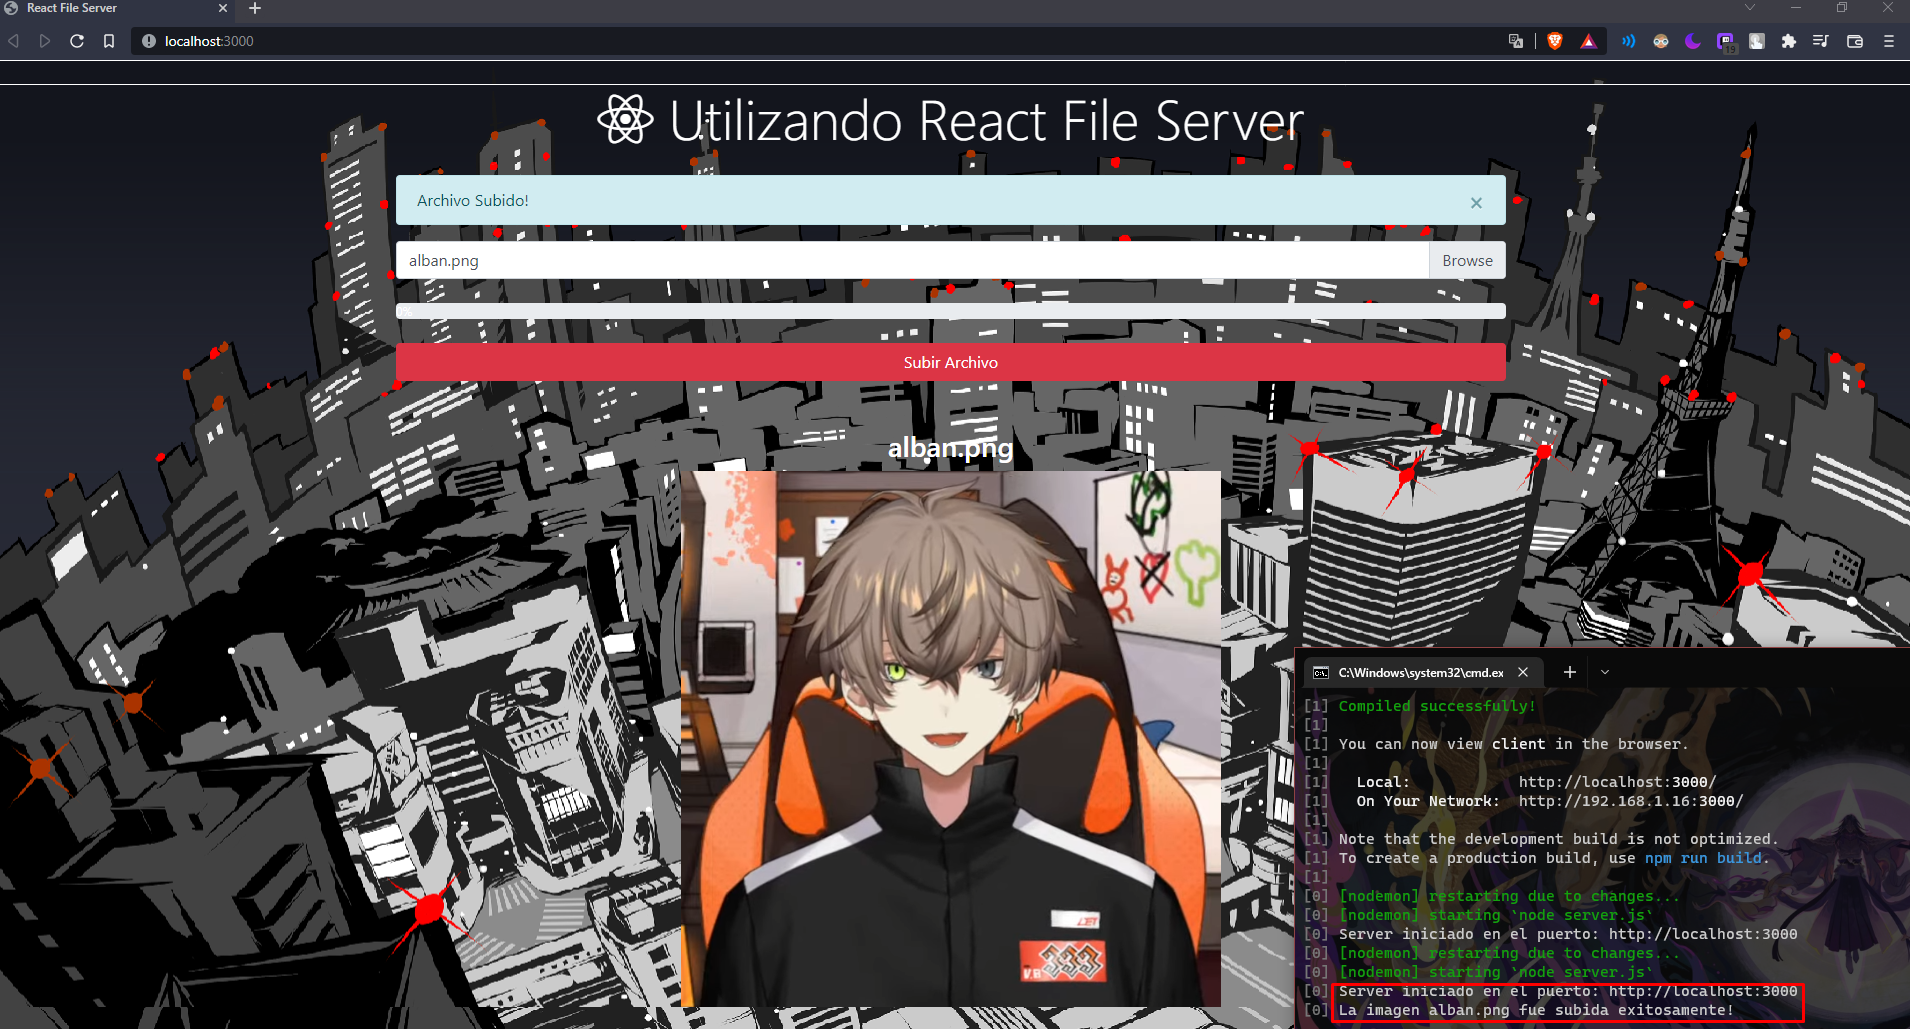 React File Server
localhost:3000
19
Utilizando React File Server
Archivo Subido!
alban.png
Browse
0%
Subir Archivo
alban.png
V.B
C:\Windows\system32\cmd.ex
[1] Compiled successfully!
[1]
[1] You can now view client in the browser.
[1]
[1] Local: http://localhost:3000/
[1] On Your Network: http://192.168.1.16:3000/
[1]
[1] Note that the development build is not optimized.
[1] To create a production build, use npm run build.
[1]
[0] [nodemon] restarting due to changes...
[0] [nodemon] starting `node server.js`
[0] Server iniciado en el puerto: http://localhost:3000
[0] [nodemon] restarting due to changes...
[0] [nodemon] starting `node server.js`
[0] Server iniciado en el puerto: http://localhost:3000
[0] La imagen alban.png fue subida exitosamente!